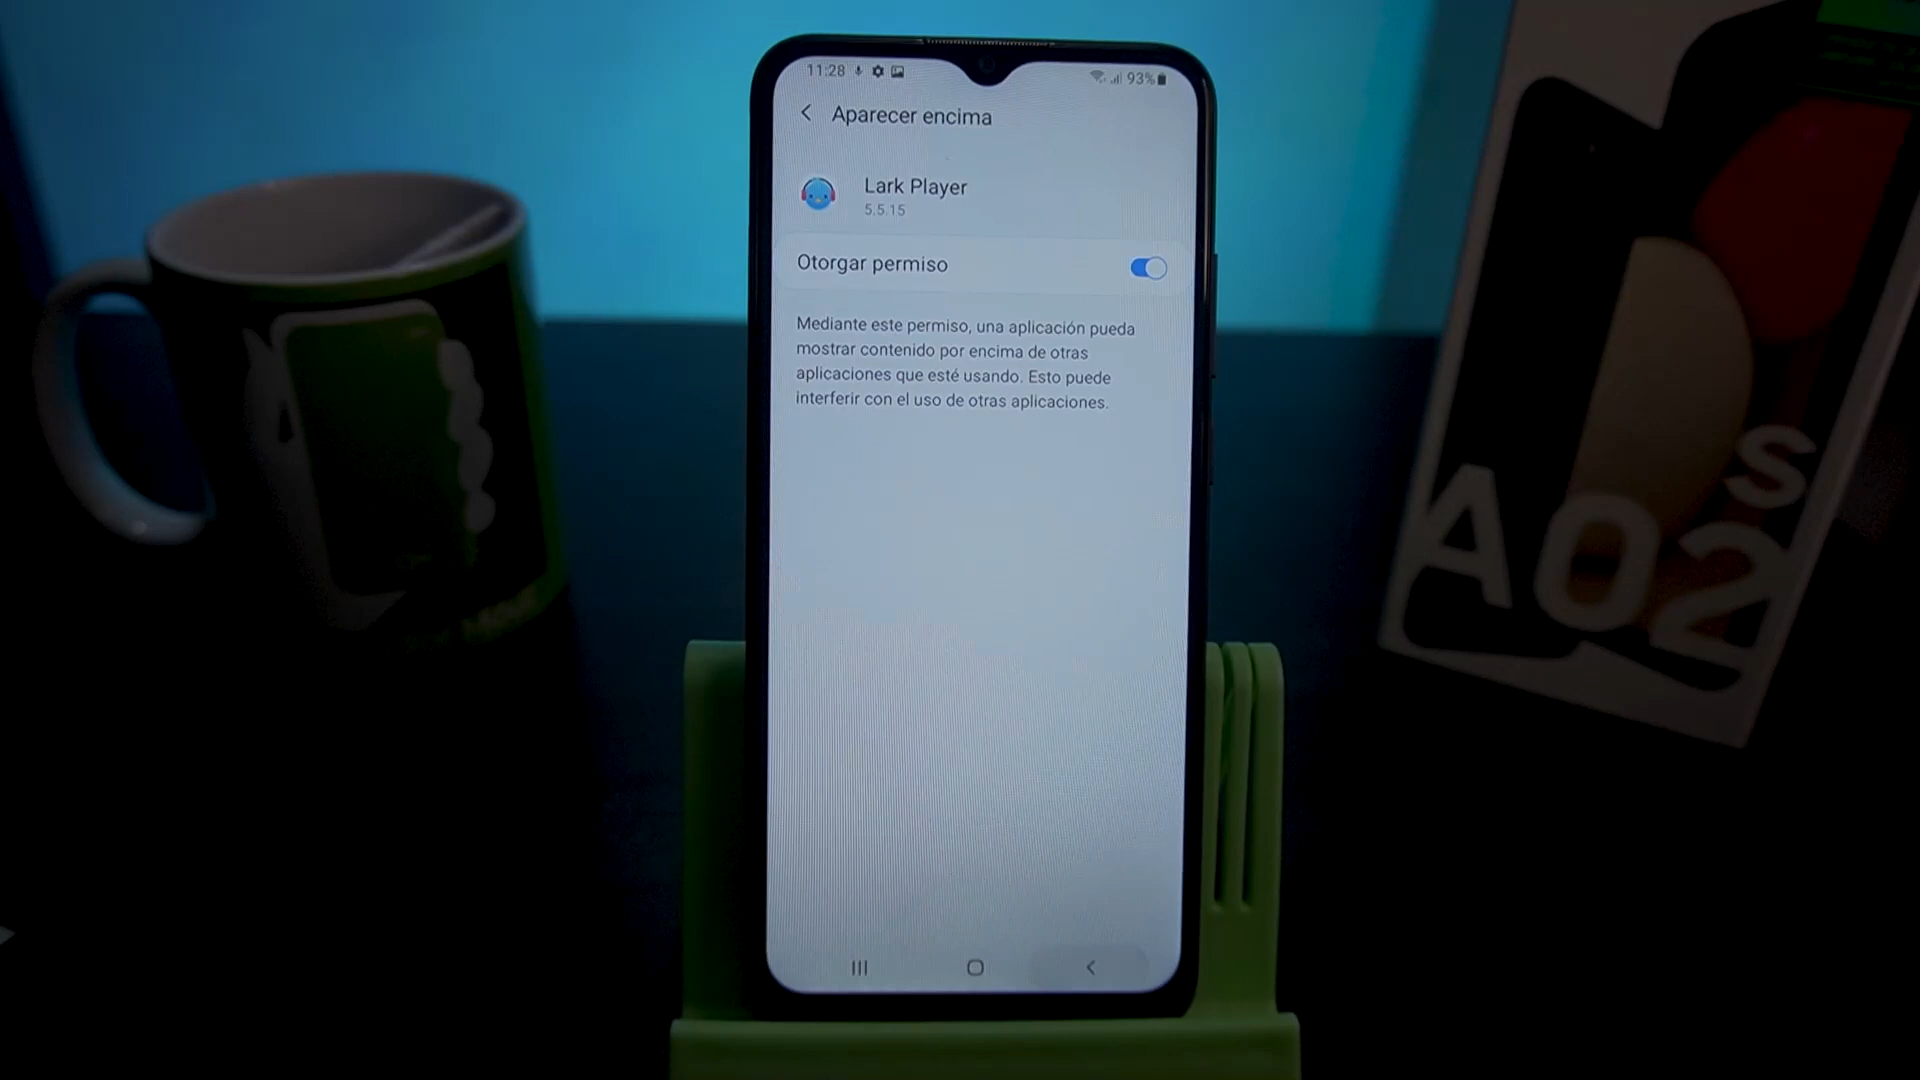 11:28
93%
Aparecer encima
Lark Player
5.5.15
Otorgar permiso
Mediante este permiso, una aplicación pueda
mostrar contenido por encima de otras
aplicaciones que esté usando. Esto puede
interferir con el uso de otras aplicaciones.
A02s